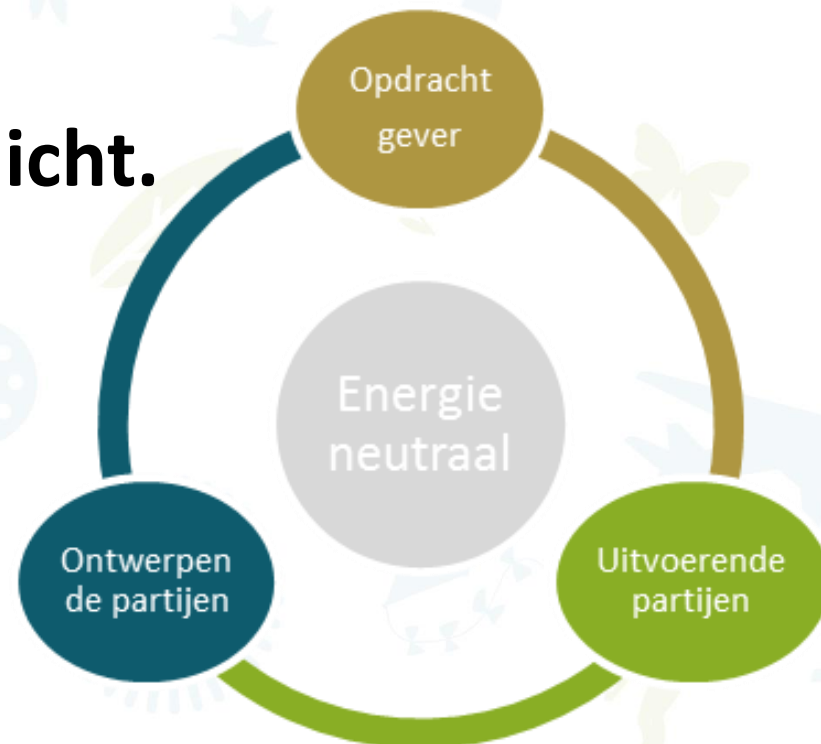 Opdracht
gever
icht.
Energie
neutraal
Ontwerpen
de partijen
Uitvoerende
partijen